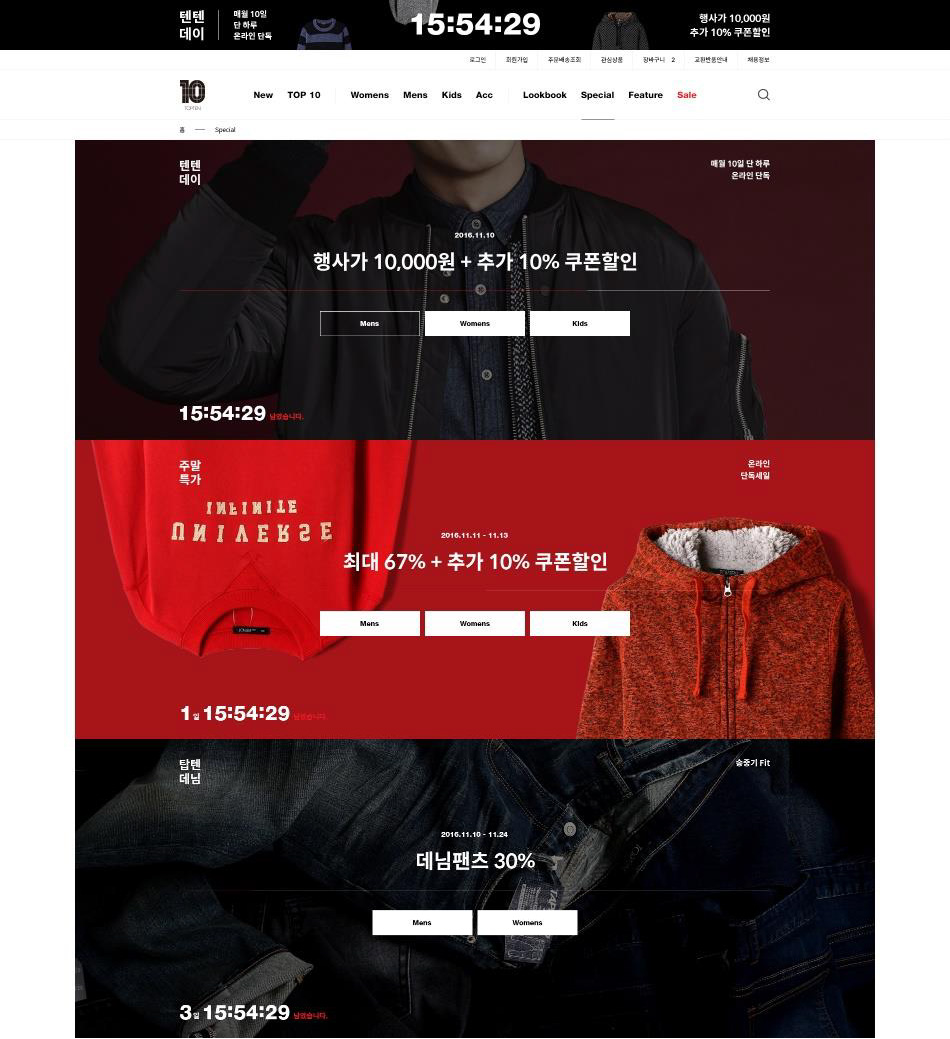 텐텐
데이
매월 10일
단 하루
온라인 단독
15:54:29
행사가 10,000원
추가 10% 쿠폰할인
로그인 회원가입 주문배송조회 관심상품 장바구니 2 교환반품안내 채용정보
10
TOPTEN
New TOP 10 Womens Mens Kids Acc Lookbook Special Feature Sale
홈 — Special
텐텐
데이
매월 10일 단 하루
온라인 단독
2016.11.10
행사가 10,000원 + 추가 10% 쿠폰할인
Mens Womens Kids
15:54:29 남았습니다.
주말
특가
온라인
단독세일
INFINITE
UNIVERSE
2016.11.11 - 11.13
최대 67% + 추가 10% 쿠폰할인
Mens Womens Kids
1일 15:54:29 남았습니다.
탑텐
데님
송중기 Fit
2016.11.10 - 11.24
데님팬츠 30%
Mens Womens
3일 15:54:29 남았습니다.